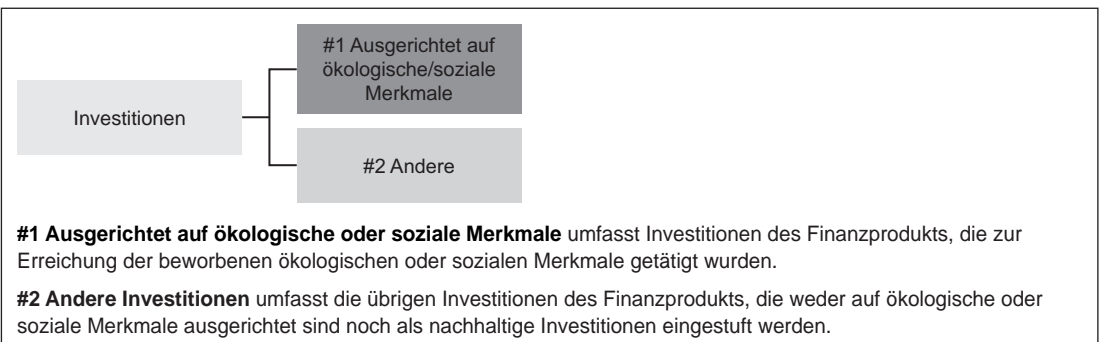 #1 Ausgerichtet auf
ökologische/soziale
Merkmale
Investitionen
#2 Andere
#1 Ausgerichtet auf ökologische oder soziale Merkmale umfasst Investitionen des Finanzprodukts, die zur
Erreichung der beworbenen ökologischen oder sozialen Merkmale getätigt wurden.
#2 Andere Investitionen umfasst die übrigen Investitionen des Finanzprodukts, die weder auf ökologische oder
soziale Merkmale ausgerichtet sind noch als nachhaltige Investitionen eingestuft werden.